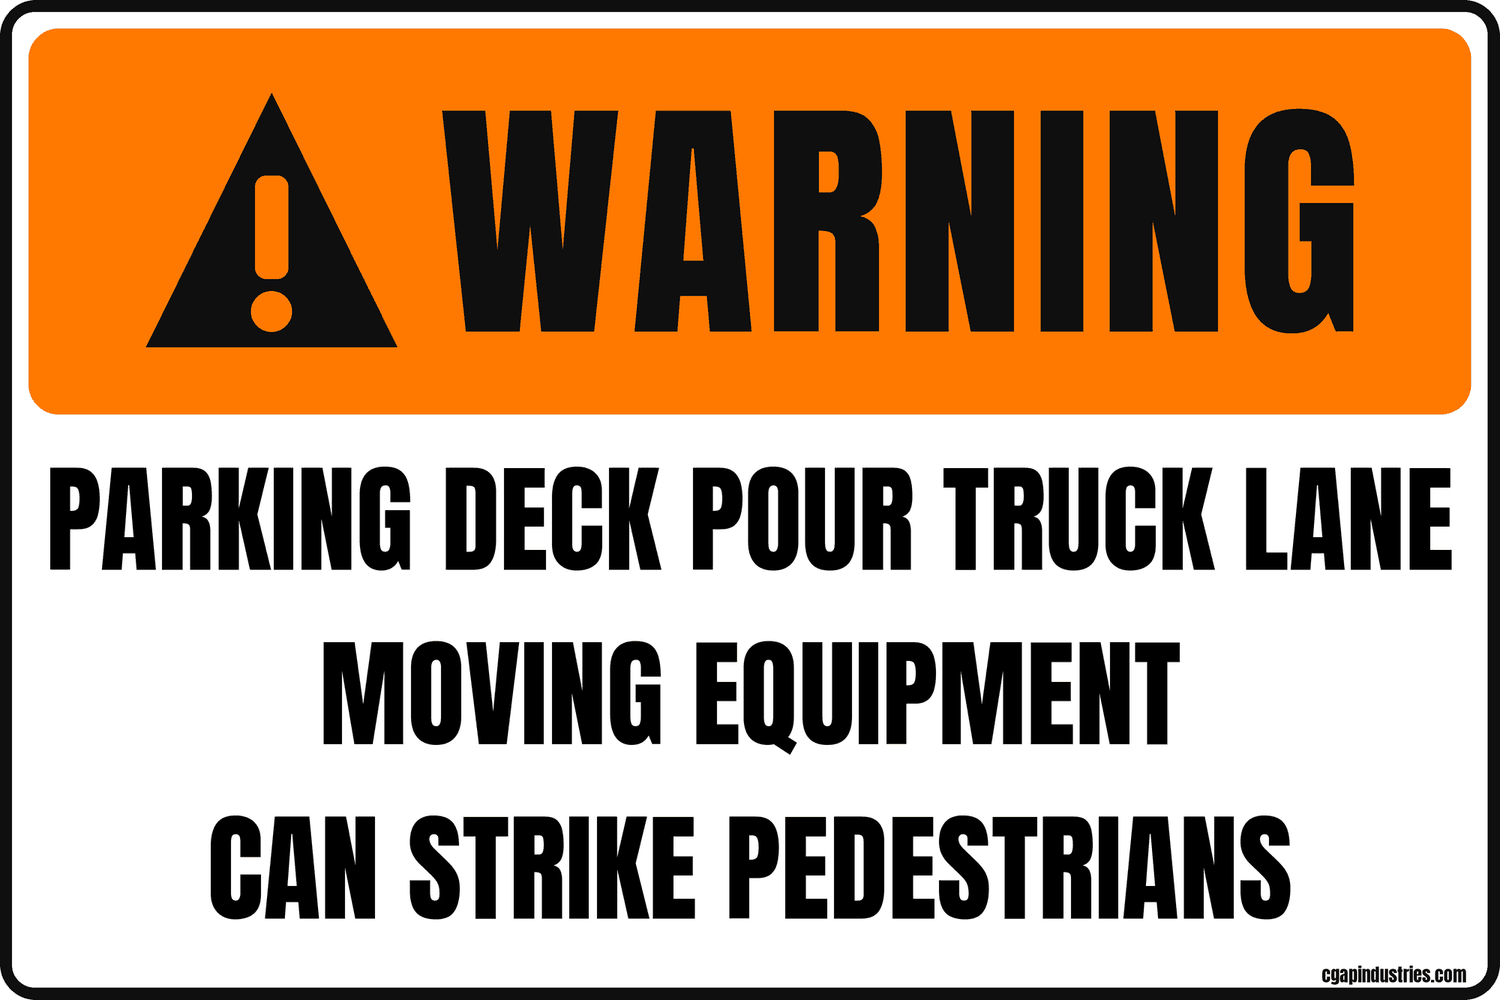 WARNING
PARKING DECK POUR TRUCK LANE
MOVING EQUIPMENT
CAN STRIKE PEDESTRIANS
cgapindustries.com